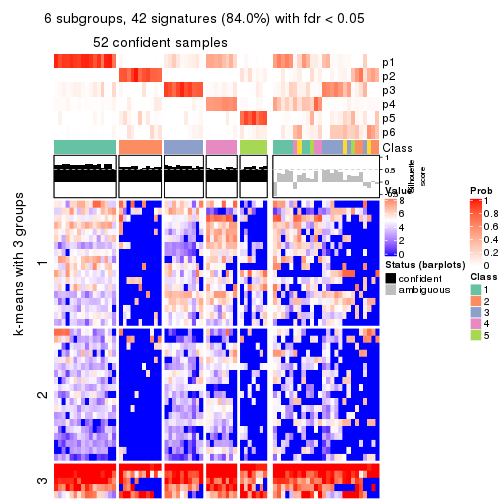 6 subgroups, 42 signatures (84.0%) with fdr < 0.05
52 confident samples
p1
p2
p3
p4
p5
p6
Class
1
0.5
0
-0.5
Silhouette
score
k-means with 3 groups
1
2
3
Value
8
6
4
2
0
Status (barplots)
confident
ambiguous
Prob
1
0.8
0.6
0.4
0.2
0
Class
1
2
3
4
5